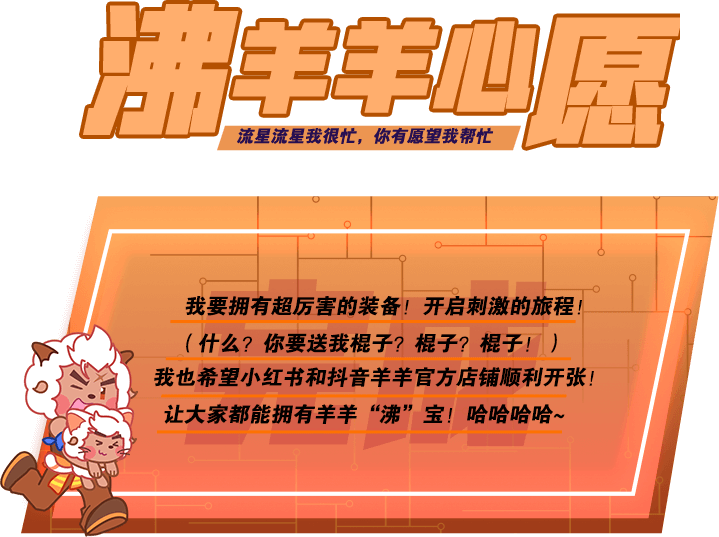 沸羊羊心愿
流星流星我很忙，你有愿望我帮忙
完成
我要拥有超厉害的装备！开启刺激的旅程！
（什么？你要送我棍子？棍子？棍子！）
我也希望小红书和抖音羊羊官方店铺顺利开张！
让大家都能拥有羊羊“沸”宝！哈哈哈哈~